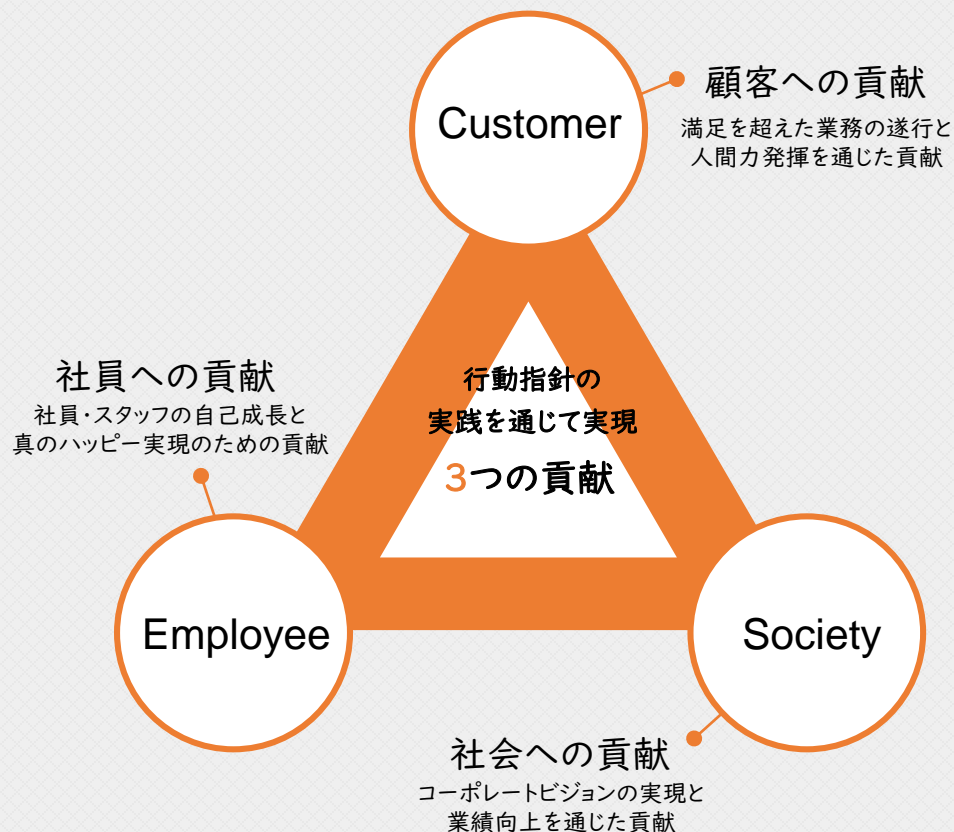 Customer
顧客への貢献
満足を超えた業務の遂行と
人間力発揮を通じた貢献
社員への貢献
社員・スタッフの自己成長と
真のハッピー実現のための貢献
行動指針の
実践を通じて実現
3つの貢献
Employee
Society
社会への貢献
コーポレートビジョンの実現と
業績向上を通じた貢献